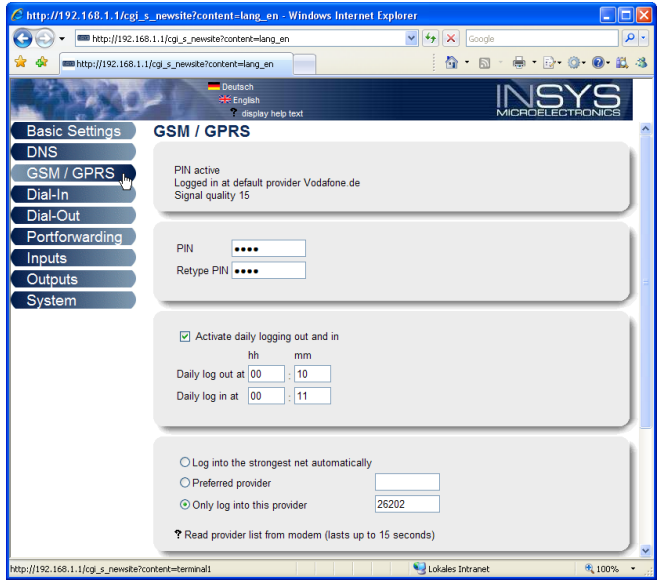 http://192.168.1.1/cgi_s_newsite?content=lang_en - Windows Internet Explorer
http://192.168.1.1/cgi_s_newsite?content=lang_en
Google
http://192.168.1.1/cgi_s_newsite?content=lang_en
Deutsch
English
? display help text
INSYS
MICROELECTRONICS
Basic Settings
DNS
GSM / GPRS
Dial-In
Dial-Out
Portforwarding
Inputs
Outputs
System
GSM / GPRS
PIN active
Logged in at default provider Vodafone.de
Signal quality 15
PIN ••••
Retype PIN ••••
Activate daily logging out and in
hh mm
Daily log out at 00 : 10
Daily log in at 00 : 11
Log into the strongest net automatically
Preferred provider
Only log into this provider 26202
? Read provider list from modem (lasts up to 15 seconds)
http://192.168.1.1/cgi_s_newsite?content=terminal1 Lokales Intranet 100%